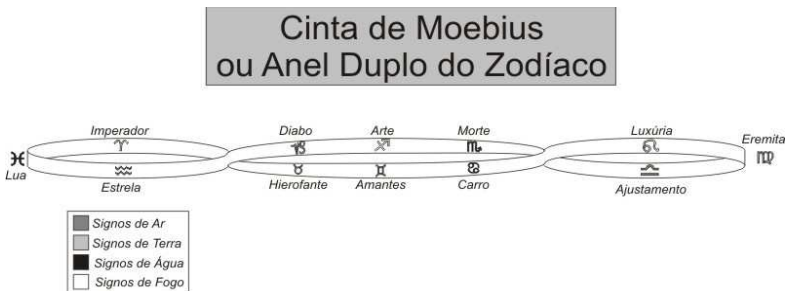 Cinta de Moebius
ou Anel Duplo do Zodíaco
Imperador
Diabo
Arte
Morte
Luxúria
Eremita
♈
♑
♐
♏
♌
♓
♍
Lua
♒
♉
♊
♋
♎
Estrela
Hierofante
Amantes
Carro
Ajustamento
Signos de Ar
Signos de Terra
Signos de Água
Signos de Fogo